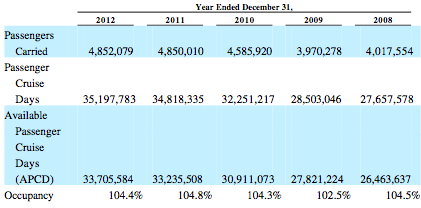 Year Ended December 31,
2012 2011 2010 2009 2008
Passengers
Carried 4,852,079 4,850,010 4,585,920 3,970,278 4,017,554
Passenger
Cruise
Days 35,197,783 34,818,335 32,251,217 28,503,046 27,657,578
Available
Passenger
Cruise
Days
(APCD) 33,705,584 33,235,508 30,911,073 27,821,224 26,463,637
Occupancy 104.4% 104.8% 104.3% 102.5% 104.5%